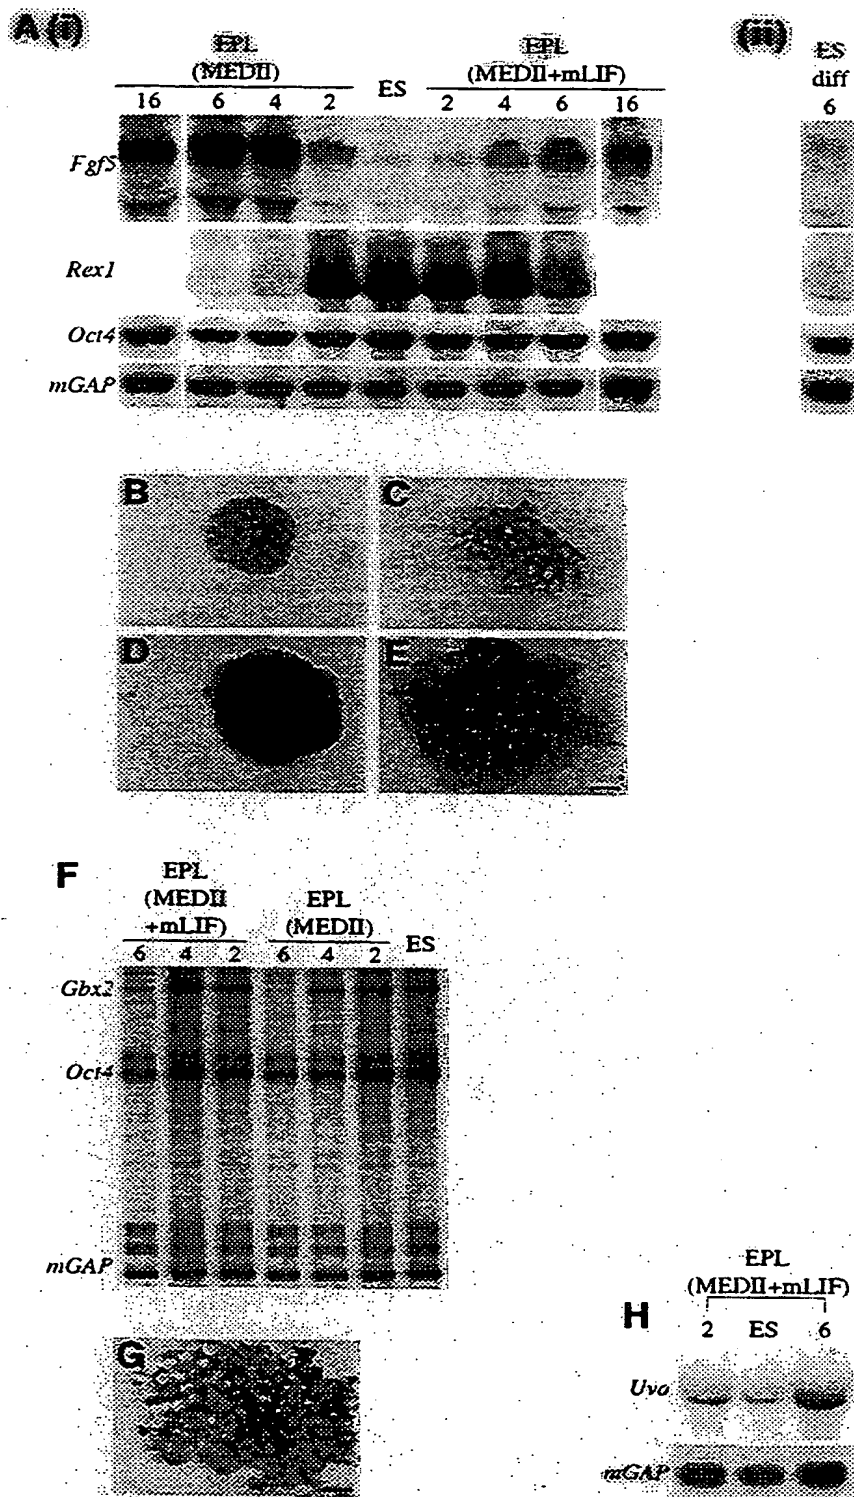 A (i)
EPL
(MEDII)
ES
EPL
(MEDII+mLIF)
16 6 4 2 2 4 6 16
Fgf5
Rex1
Oct4
mGAP
(ii)
ES
diff
6
B
C
D
E
F
EPL
(MEDII
+mLIF)
EPL
(MEDII)
ES
6 4 2 6 4 2
Gbx2
Oct4
mGAP
G
H
EPL
(MEDII+mLIF)
2 ES 6
Uvo
mGAP